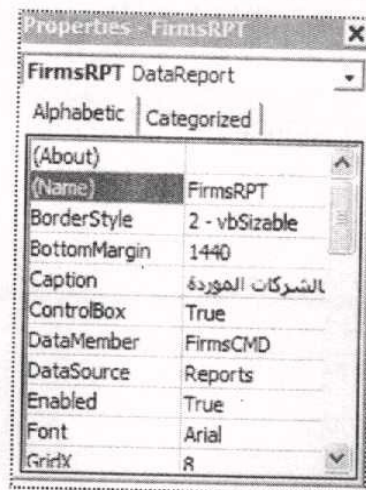 Properties - FirmsRPT
FirmsRPT DataReport
Alphabetic Categorized
(About)
(Name) FirmsRPT
BorderStyle 2 - vbSizable
BottomMargin 1440
Caption بالشركات الموردة
ControlBox True
DataMember FirmsCMD
DataSource Reports
Enabled True
Font Arial
GridX 8